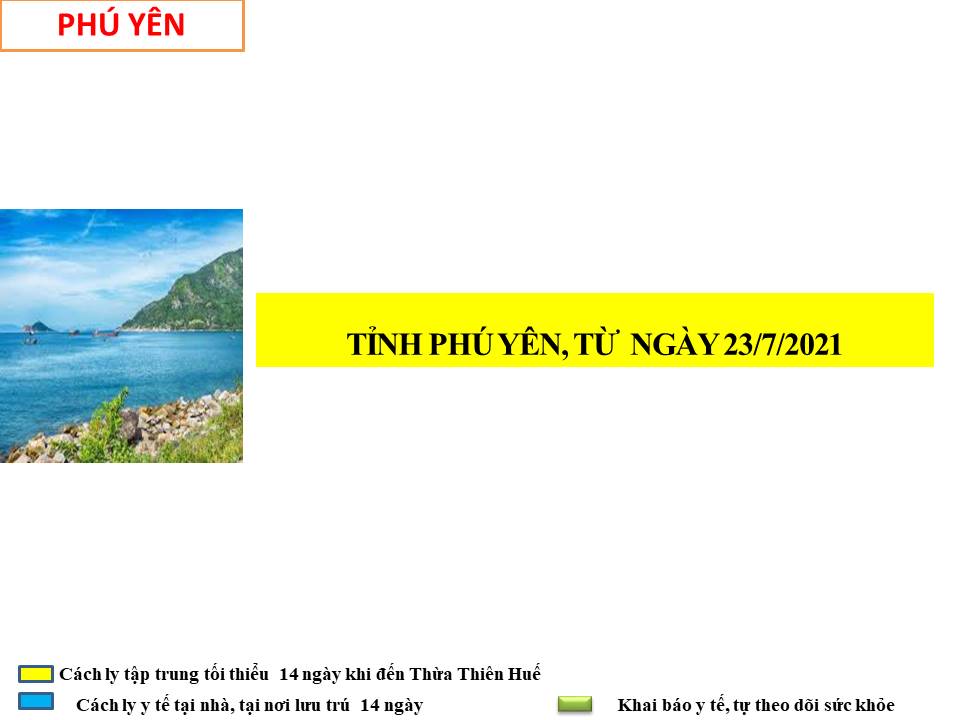 PHÚ YÊN
TỈNH PHÚ YÊN, TỪ NGÀY 23/7/2021
Cách ly tập trung tối thiểu 14 ngày khi đến Thừa Thiên Huế
Cách ly y tế tại nhà, tại nơi lưu trú 14 ngày
Khai báo y tế, tự theo dõi sức khỏe